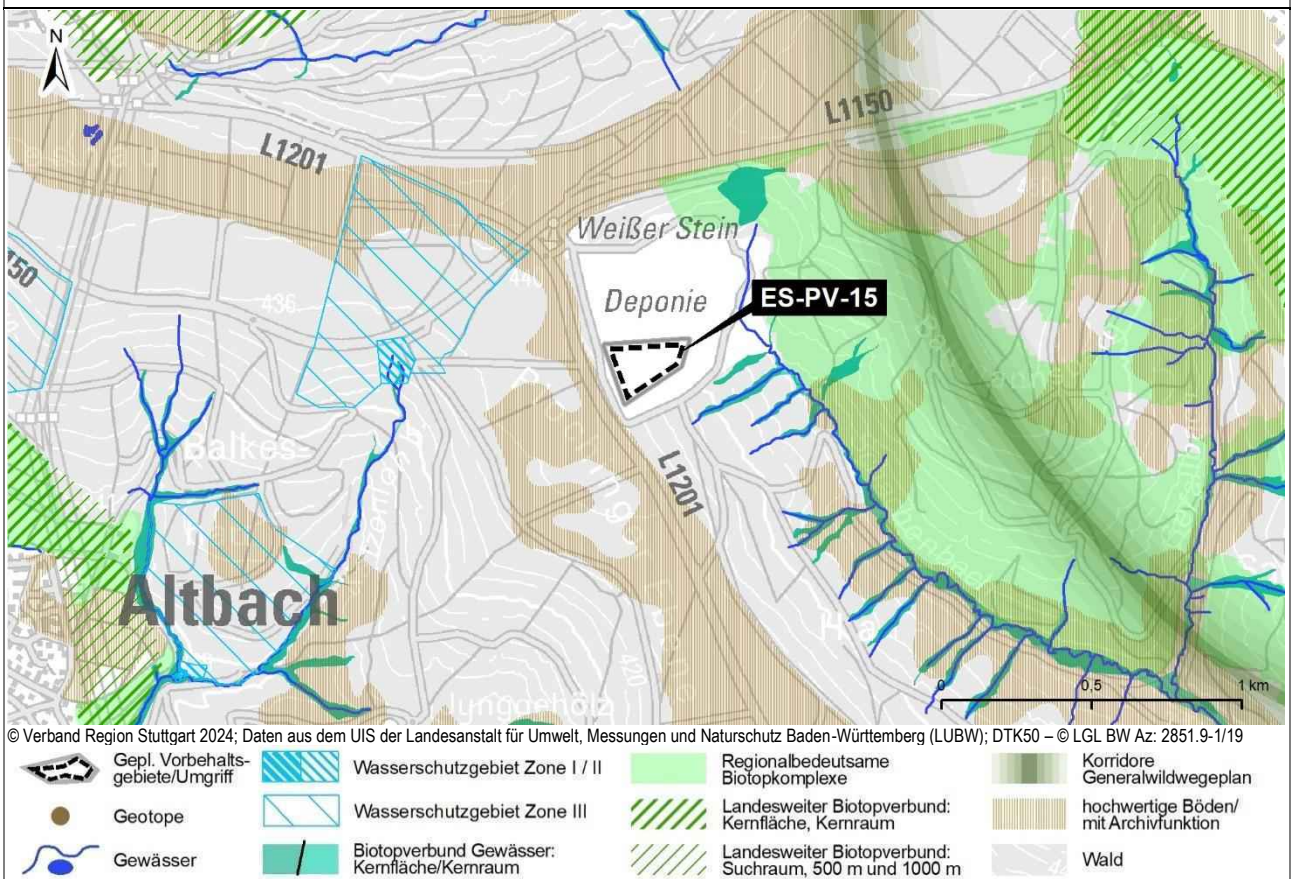 N
L1201
L1150
Weißer Stein
Deponie
ES-PV-15
150
436
Balkes-
L1201
Altbach
420
Junggehölz
0 0,5 1 km
© Verband Region Stuttgart 2024; Daten aus dem UIS der Landesanstalt für Umwelt, Messungen und Naturschutz Baden-Württemberg (LUBW); DTK50 – © LGL BW Az: 2851.9-1/19
Gepl. Vorbehalts-
gebiete/Umgriff
Geotope
Gewässer
Wasserschutzgebiet Zone I / II
Wasserschutzgebiet Zone III
Biotopverbund Gewässer:
Kernfläche/Kernraum
Regionalbedeutsame
Biotopkomplexe
Landesweiter Biotopverbund:
Kernfläche, Kernraum
Landesweiter Biotopverbund:
Suchraum, 500 m und 1000 m
Korridore
Generalwildwegeplan
hochwertige Böden/
mit Archivfunktion
Wald